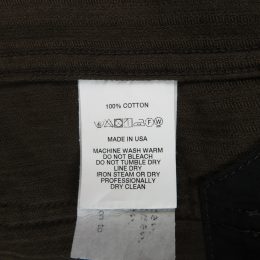 100% COTTON
MADE IN USA
MACHINE WASH WARM
DO NOT BLEACH
DO NOT TUMBLE DRY
LINE DRY
IRON STEAM OR DRY
PROFESSIONALLY
DRY CLEAN